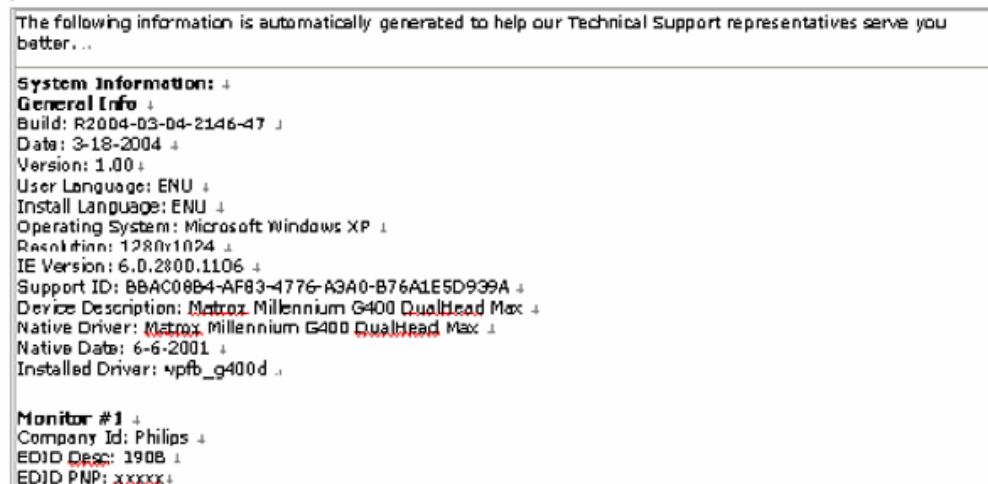 The following information is automatically generated to help our Technical Support representatives serve you
better...
System Information:
General Info
Build: R2004-03-04-2146-47
Date: 3-18-2004
Version: 1.00
User Language: ENU
Install Language: ENU
Operating System: Microsoft Windows XP
Resolution: 1280x1024
IE Version: 6.0.2800.1106
Support ID: BBAC08B4-AF83-4776-A3A0-B76A1E5D939A
Device Description: Matrox Millennium G400 DualHead Max
Native Driver: Matrox Millennium G400 DualHead Max
Native Date: 6-6-2001
Installed Driver: vpfb_g400d
Monitor #1
Company Id: Philips
EDID Desc: 190B
EDID PNP: xxxxx